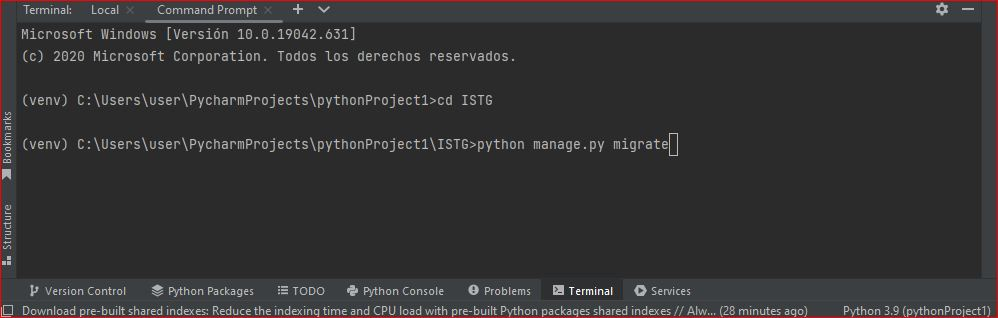 Terminal: Local × Command Prompt ×
Microsoft Windows [Versión 10.0.19042.631]
(c) 2020 Microsoft Corporation. Todos los derechos reservados.
(venv) C:\Users\user\PycharmProjects\pythonProject1>cd ISTG
(venv) C:\Users\user\PycharmProjects\pythonProject1\ISTG>python manage.py migrate
Bookmarks
Structure
Version Control Python Packages TODO Python Console Problems Terminal Services
Download pre-built shared indexes: Reduce the indexing time and CPU load with pre-built Python packages shared indexes // Alw... (28 minutes ago) Python 3.9 (pythonProject1)